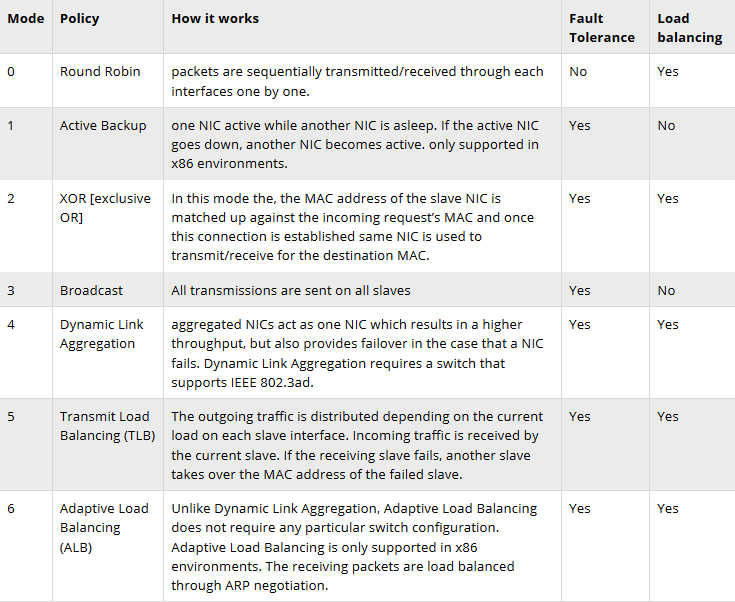 Mode Policy How it works Fault Tolerance Load balancing
0 Round Robin packets are sequentially transmitted/received through each
interfaces one by one. No Yes
1 Active Backup one NIC active while another NIC is asleep. If the active NIC
goes down, another NIC becomes active. only supported in
x86 environments. Yes No
2 XOR [exclusive
OR] In this mode the, the MAC address of the slave NIC is
matched up against the incoming request’s MAC and once
this connection is established same NIC is used to
transmit/receive for the destination MAC. Yes Yes
3 Broadcast All transmissions are sent on all slaves Yes No
4 Dynamic Link
Aggregation aggregated NICs act as one NIC which results in a higher
throughput, but also provides failover in the case that a NIC
fails. Dynamic Link Aggregation requires a switch that
supports IEEE 802.3ad. Yes Yes
5 Transmit Load
Balancing (TLB) The outgoing traffic is distributed depending on the current
load on each slave interface. Incoming traffic is received by
the current slave. If the receiving slave fails, another slave
takes over the MAC address of the failed slave. Yes Yes
6 Adaptive Load
Balancing
(ALB) Unlike Dynamic Link Aggregation, Adaptive Load Balancing
does not require any particular switch configuration.
Adaptive Load Balancing is only supported in x86
environments. The receiving packets are load balanced
through ARP negotiation. Yes Yes